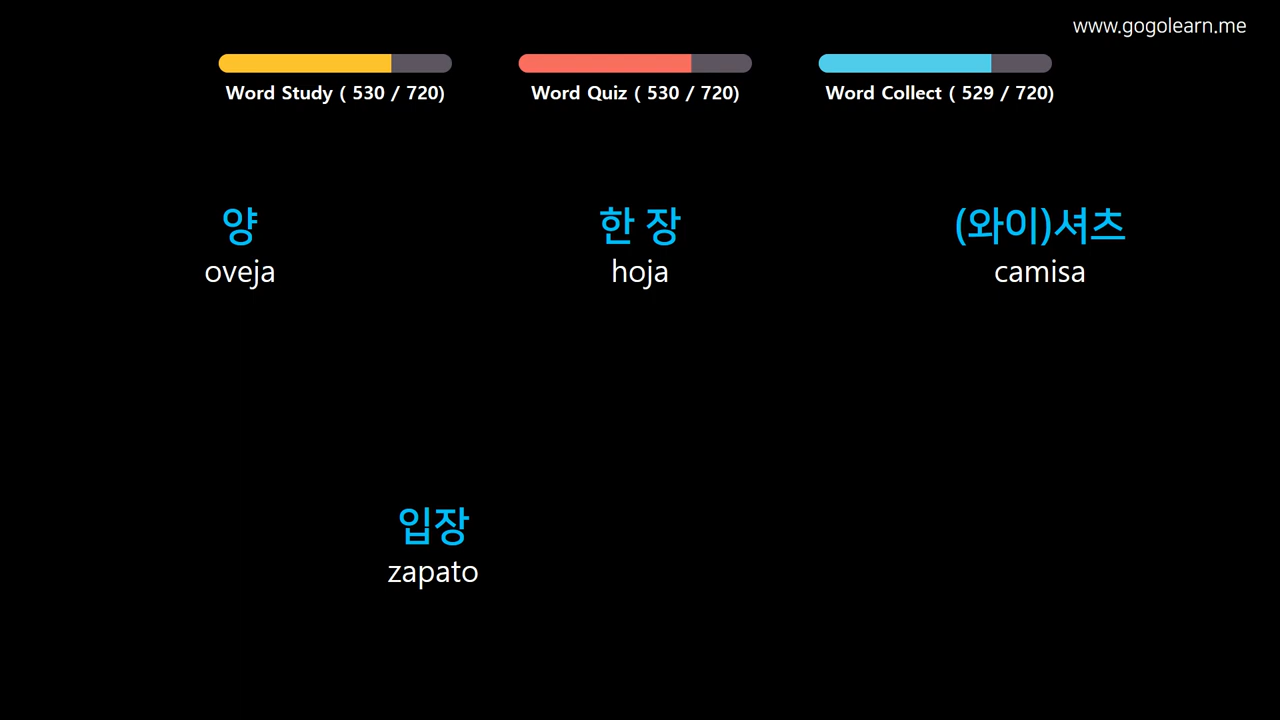 www.gogolearn.me
Word Study ( 530 / 720)
Word Quiz ( 530 / 720)
Word Collect ( 529 / 720)
양
oveja
한 장
hoja
(와이)셔츠
camisa
입장
zapato